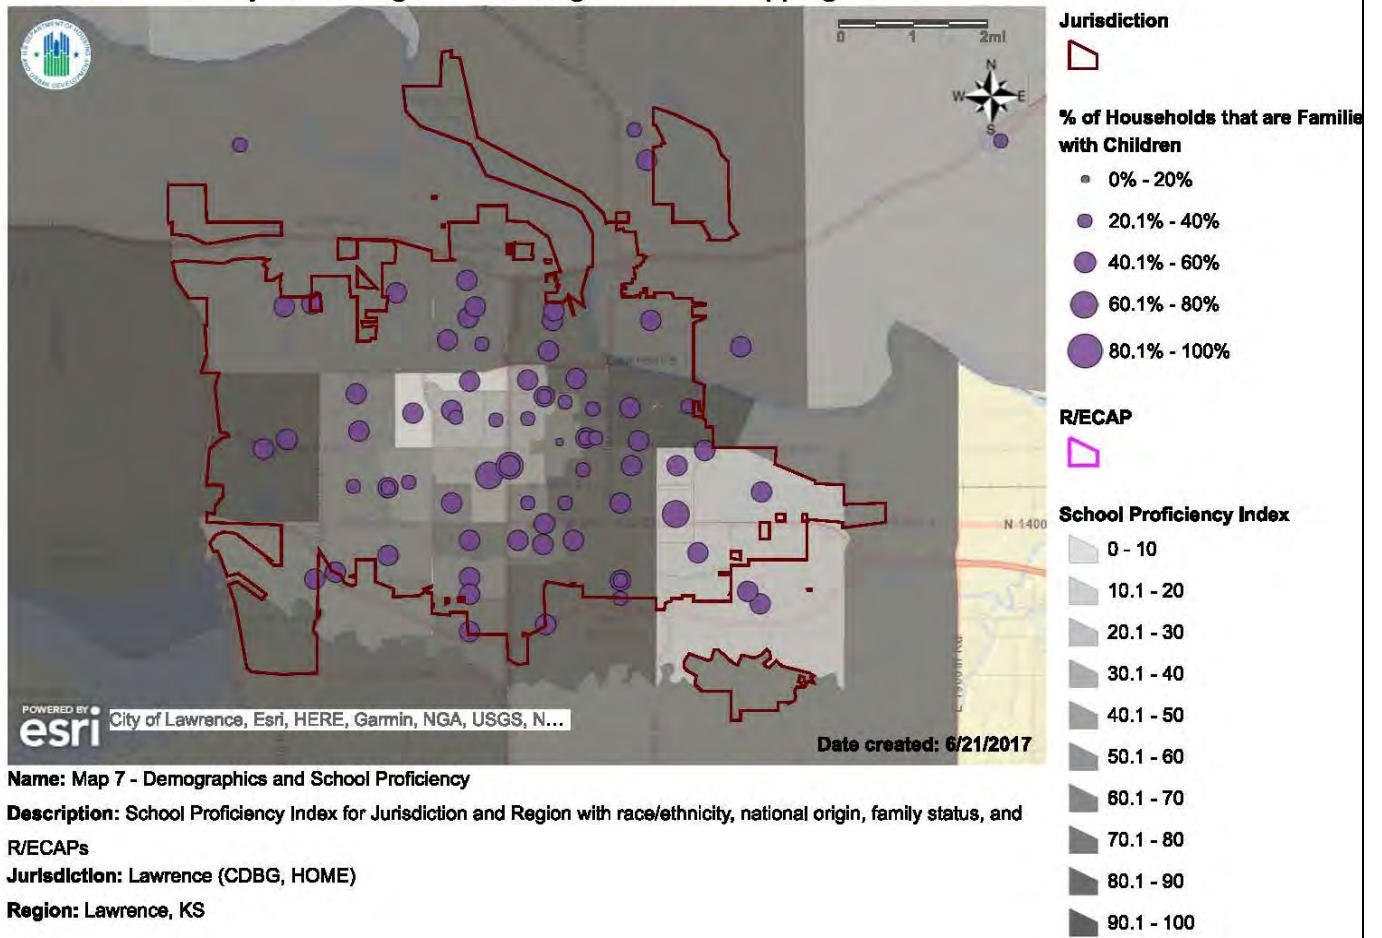 Jurisdiction
0 1 2ml
N
W E
S
% of Households that are Familie
with Children
0% - 20%
20.1% - 40%
40.1% - 60%
60.1% - 80%
80.1% - 100%
R/ECAP
School Proficiency Index
N 1400
0 - 10
10.1 - 20
20.1 - 30
30.1 - 40
40.1 - 50
50.1 - 60
60.1 - 70
70.1 - 80
80.1 - 90
90.1 - 100
POWERED BY
esri
City of Lawrence, Esri, HERE, Garmin, NGA, USGS, N...
Date created: 6/21/2017
Name: Map 7 - Demographics and School Proficiency
Description: School Proficiency Index for Jurisdiction and Region with race/ethnicity, national origin, family status, and
R/ECAPs
Jurisdiction: Lawrence (CDBG, HOME)
Region: Lawrence, KS